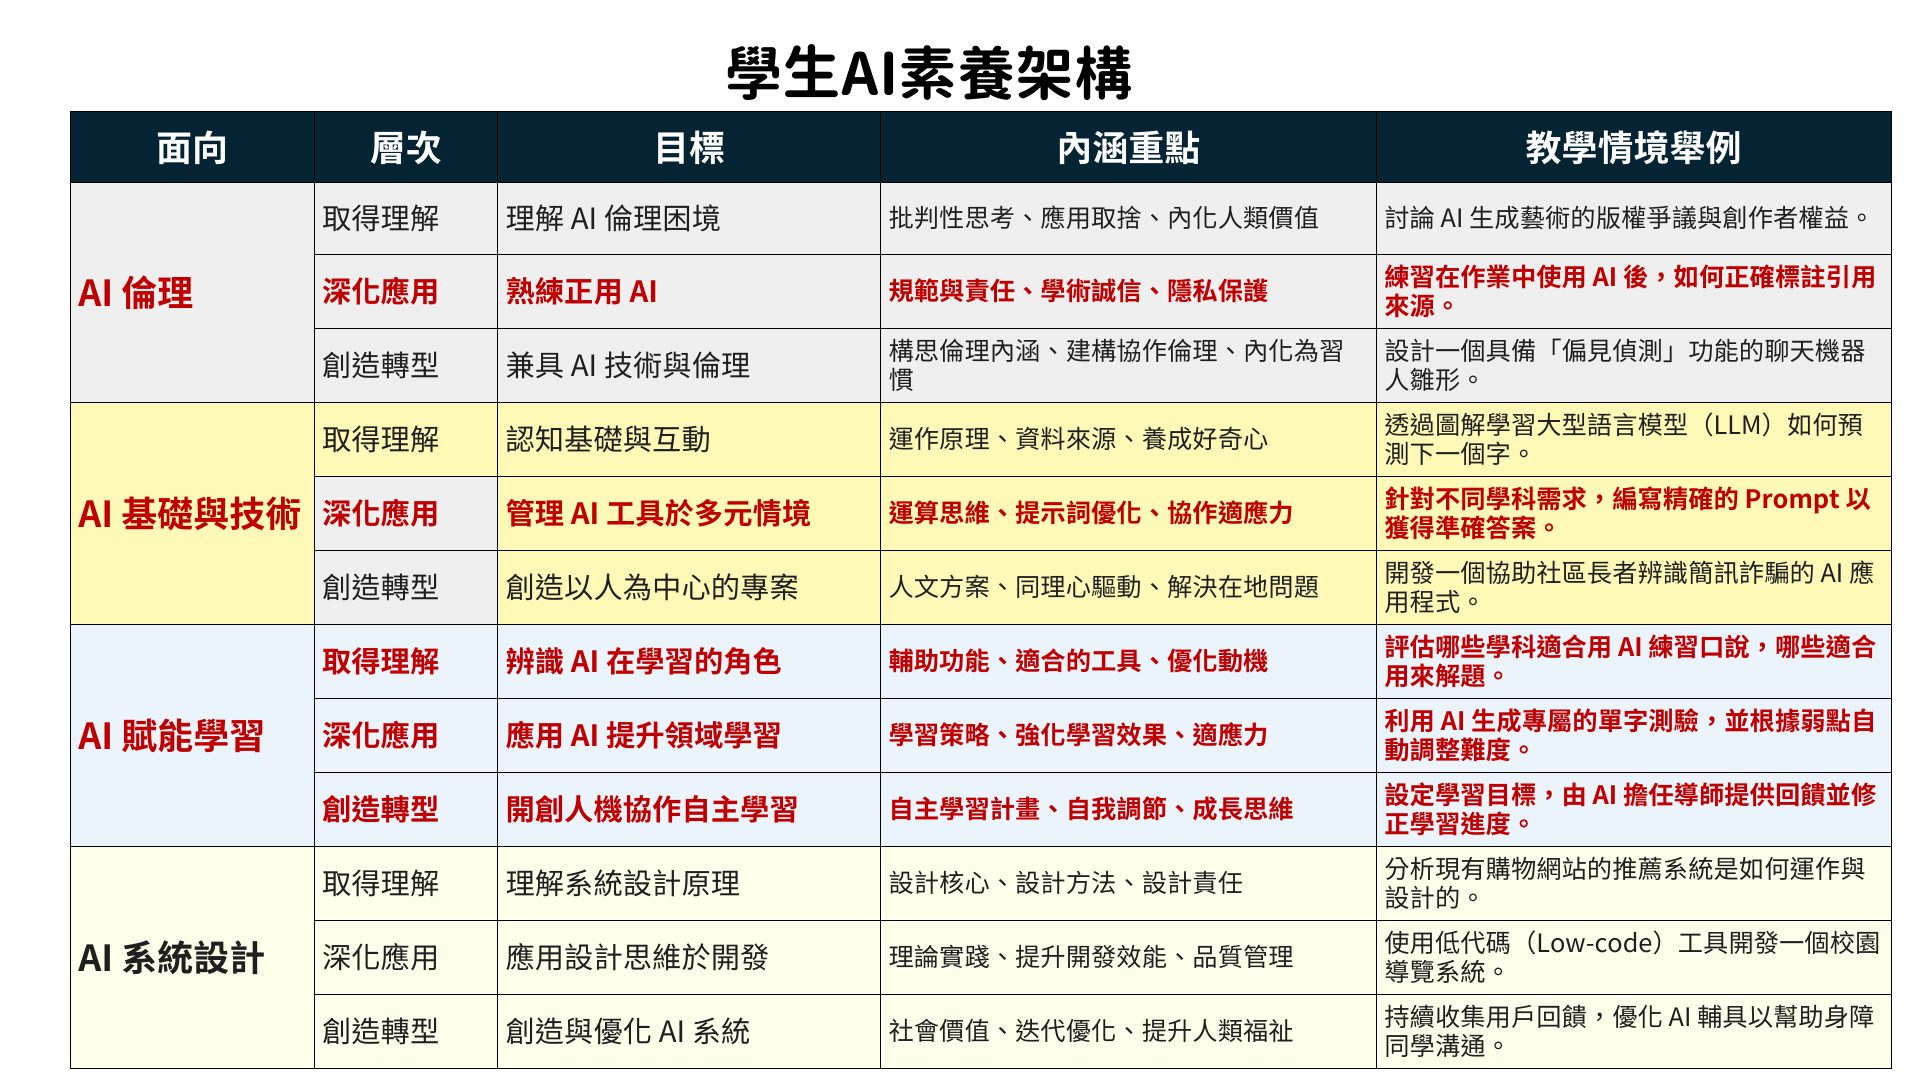 學生AI素養架構
面向
層次
目標
內涵重點
教學情境舉例
AI 倫理
取得理解
理解 AI 倫理困境
批判性思考、應用取捨、內化人類價值
討論 AI 生成藝術的版權爭議與創作者權益。
深化應用
熟練正用 AI
規範與責任、學術誠信、隱私保護
練習在作業中使用 AI 後，如何正確標註引用
來源。
創造轉型
兼具 AI 技術與倫理
構思倫理內涵、建構協作倫理、內化為習
慣
設計一個具備「偏見偵測」功能的聊天機器
人雛形。
AI 基礎與技術
取得理解
認知基礎與互動
運作原理、資料來源、養成好奇心
透過圖解學習大型語言模型（LLM）如何預
測下一個字。
深化應用
管理 AI 工具於多元情境
運算思維、提示詞優化、協作適應力
針對不同學科需求，編寫精確的 Prompt 以
獲得準確答案。
創造轉型
創造以人為中心的專案
人文方案、同理心驅動、解決在地問題
開發一個協助社區長者辨識簡訊詐騙的 AI 應
用程式。
AI 賦能學習
取得理解
辨識 AI 在學習的角色
輔助功能、適合的工具、優化動機
評估哪些學科適合用 AI 練習口說，哪些適合
用來解題。
深化應用
應用 AI 提升領域學習
學習策略、強化學習效果、適應力
利用 AI 生成專屬的單字測驗，並根據弱點自
動調整難度。
創造轉型
開創人機協作自主學習
自主學習計畫、自我調節、成長思維
設定學習目標，由 AI 擔任導師提供回饋並修
正學習進度。
AI 系統設計
取得理解
理解系統設計原理
設計核心、設計方法、設計責任
分析現有購物網站的推薦系統是如何運作與
設計的。
深化應用
應用設計思維於開發
理論實踐、提升開發效能、品質管理
使用低代碼（Low-code）工具開發一個校園
導覽系統。
創造轉型
創造與優化 AI 系統
社會價值、迭代優化、提升人類福祉
持續收集用戶回饋，優化 AI 輔具以幫助身障
同學溝通。